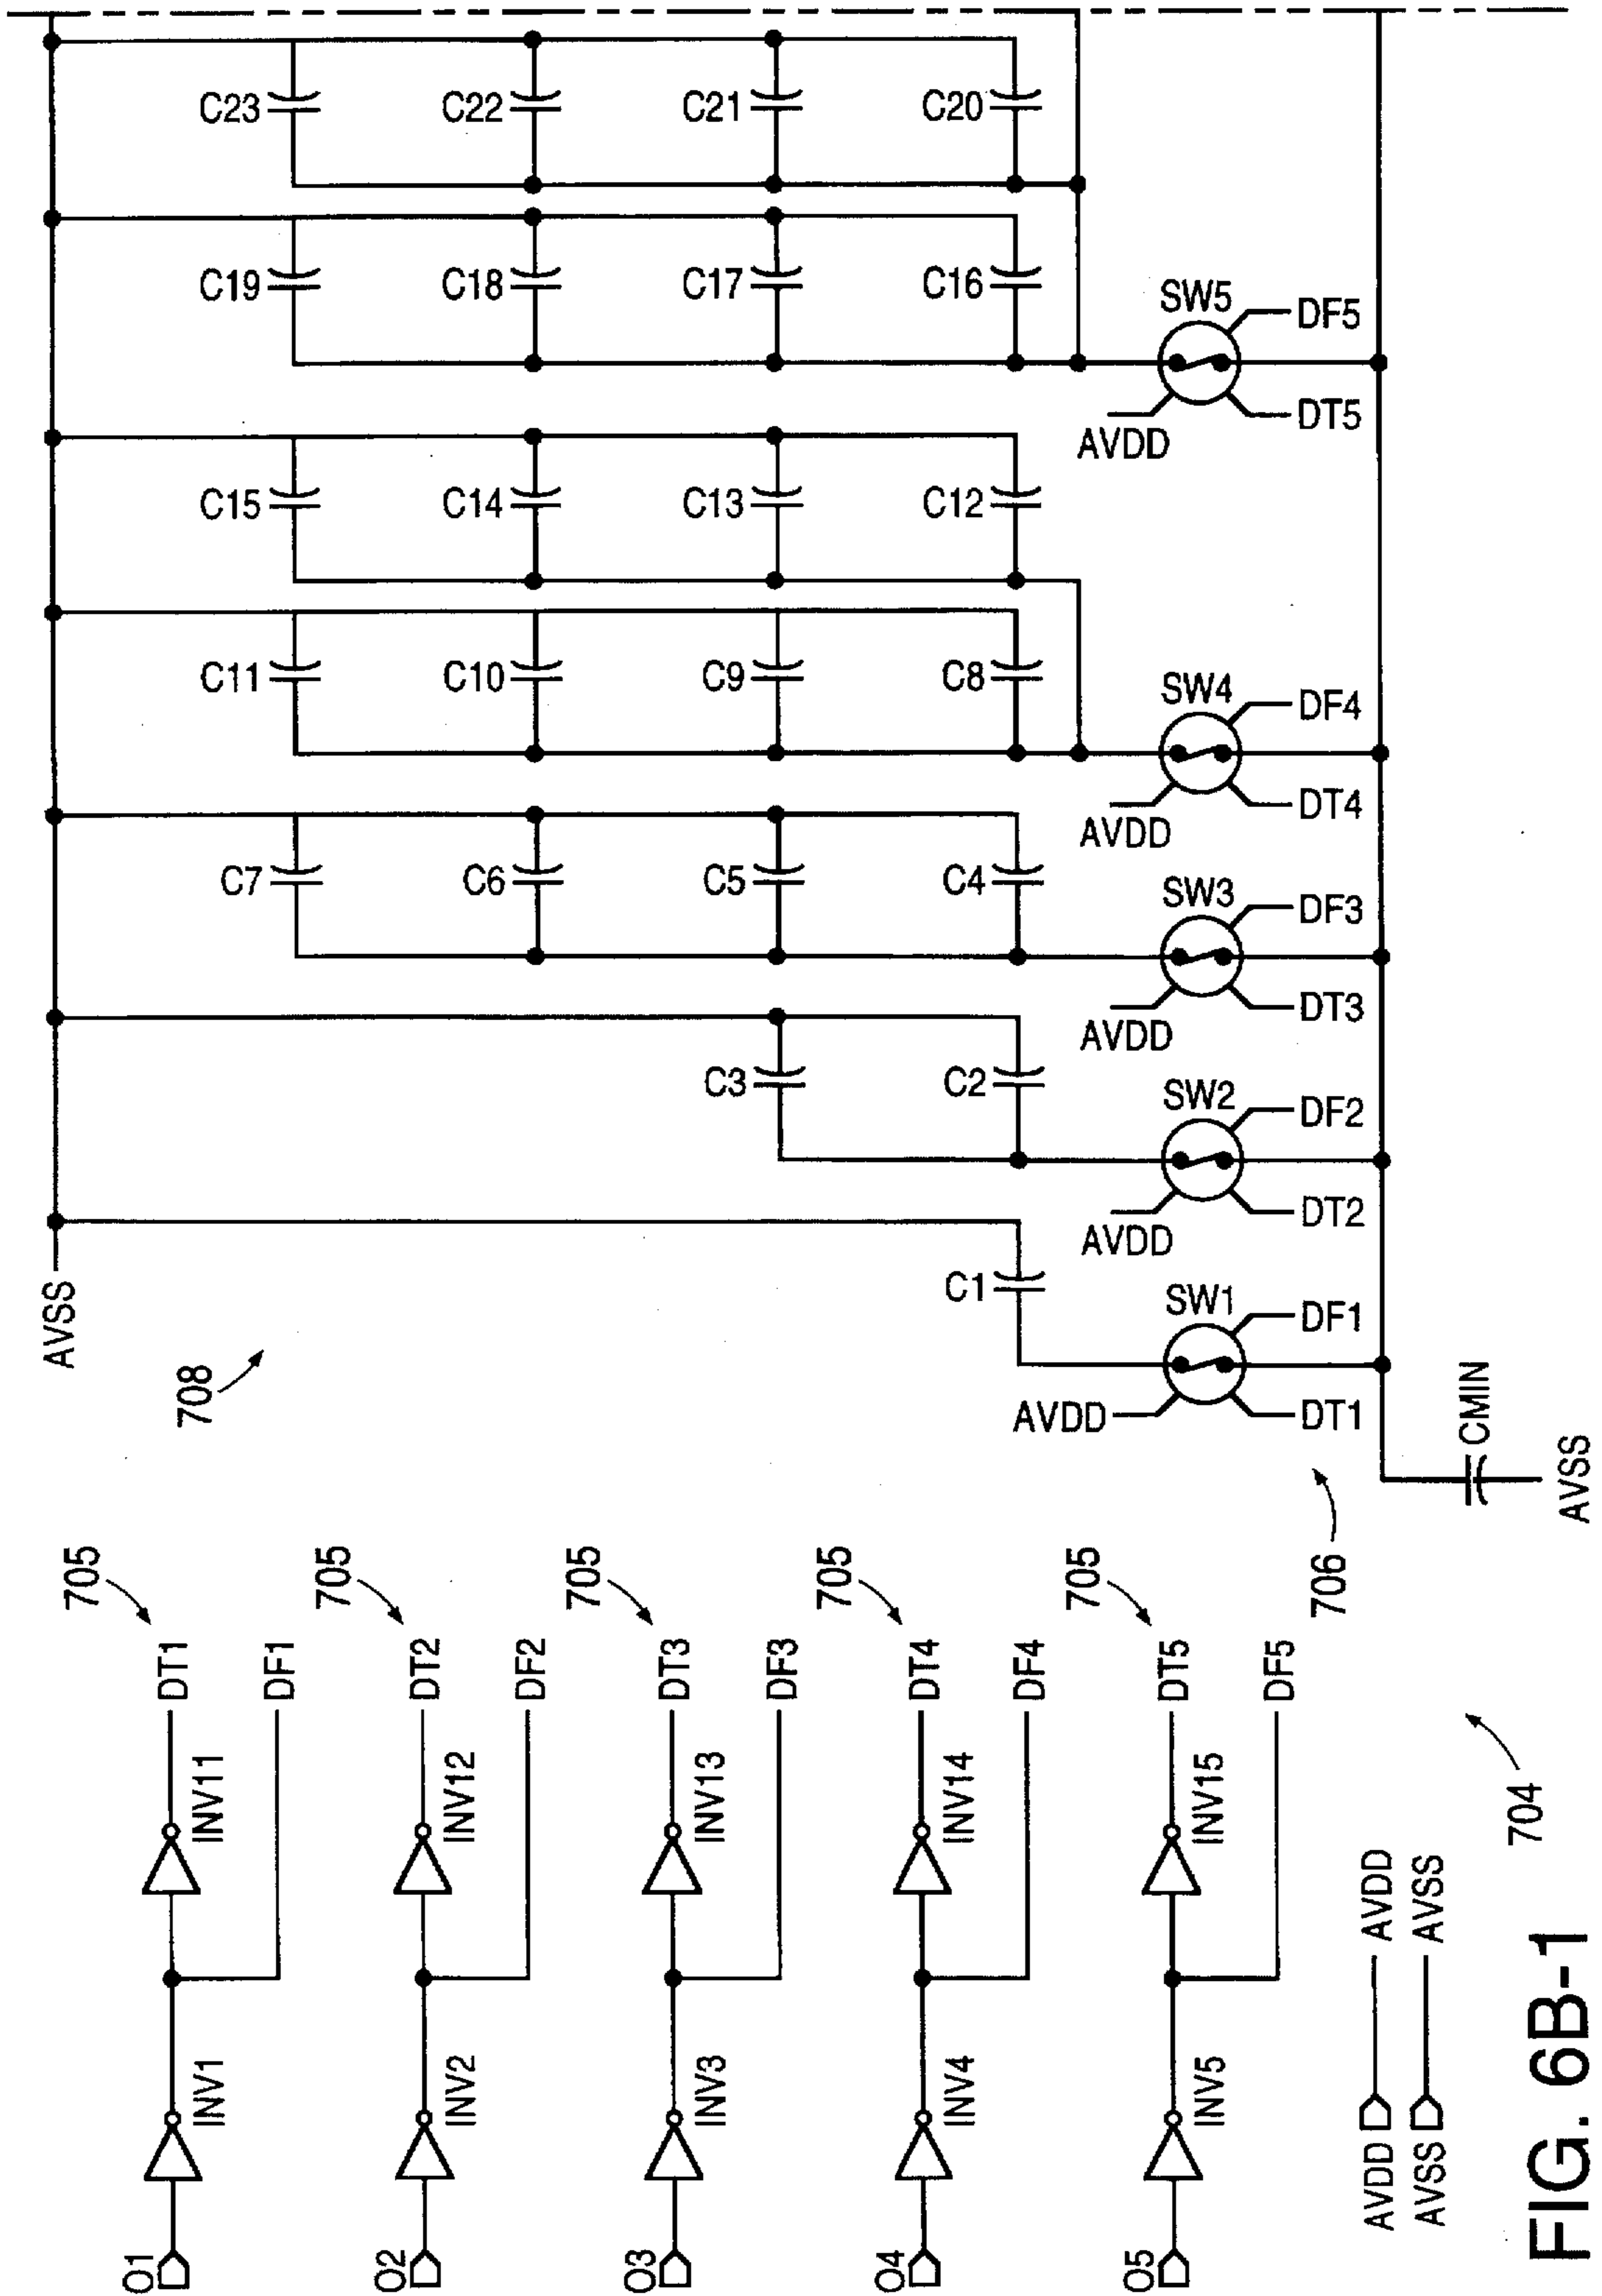 C23
C22
C21
C20
C19
C18
C17
C16
SW5
DF5
DT5
AVDD
C15
C14
C13
C12
C11
C10
C9
C8
SW4
DF4
DT4
AVDD
C7
C6
C5
C4
SW3
DF3
DT3
AVDD
C3
C2
SW2
DF2
DT2
AVDD
AVSS
C1
SW1
DF1
DT1
AVDD
708
CMIN
AVSS
706
705
705
705
705
705
DT1
DF1
DT2
DF2
DT3
DF3
DT4
DF4
DT5
DF5
INV11
INV12
INV13
INV14
INV15
704
INV1
INV2
INV3
INV4
INV5
O1
O2
O3
O4
O5
AVDD AVDD
AVSS AVSS
FIG. 6B-1